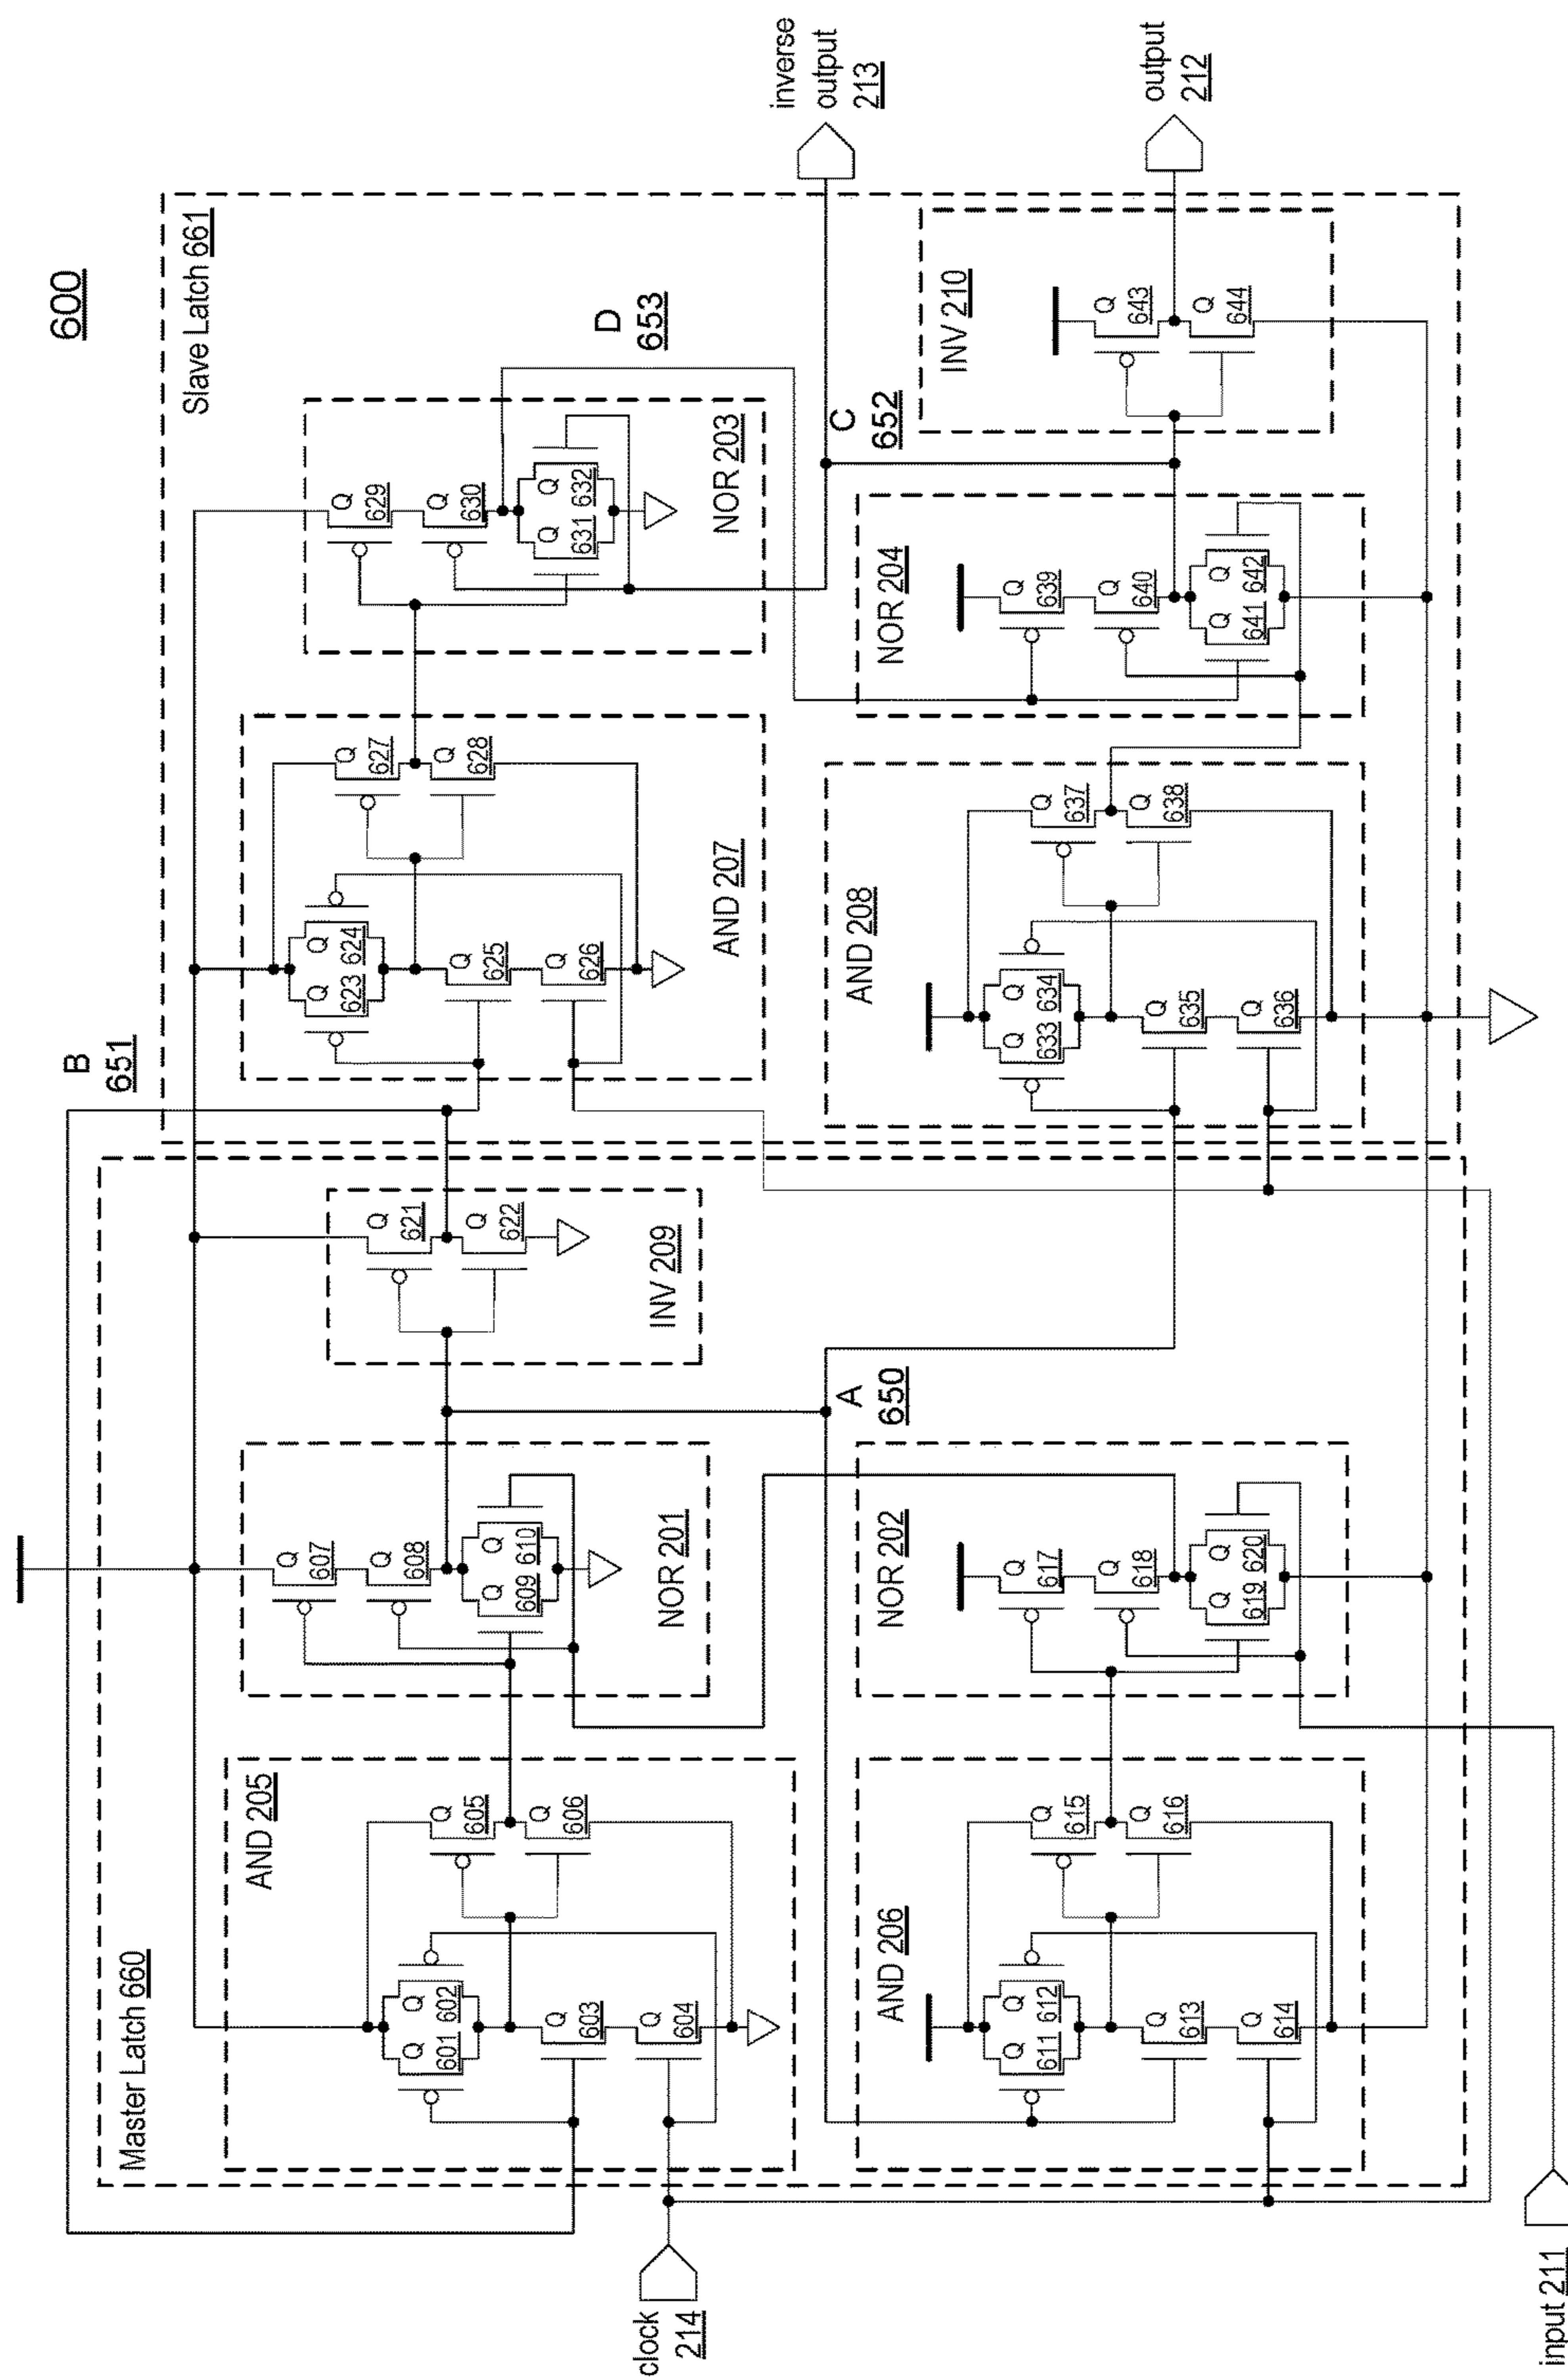 600
Master Latch 660
Slave Latch 661
B
651
AND 205
Q
601
Q
602
Q
603
Q
604
Q
605
Q
606
NOR 201
Q
607
Q
608
Q
609
Q
610
INV 209
Q
621
Q
622
AND 207
Q
623
Q
624
Q
625
Q
626
Q
627
Q
628
NOR 203
Q
629
Q
630
Q
631
Q
632
D
653
clock
214
A
650
C
652
inverse
output
213
AND 206
Q
611
Q
612
Q
613
Q
614
Q
615
Q
616
NOR 202
Q
617
Q
618
Q
619
Q
620
AND 208
Q
633
Q
634
Q
635
Q
636
Q
637
Q
638
NOR 204
Q
639
Q
640
Q
641
Q
642
INV 210
Q
643
Q
644
output
212
input 211